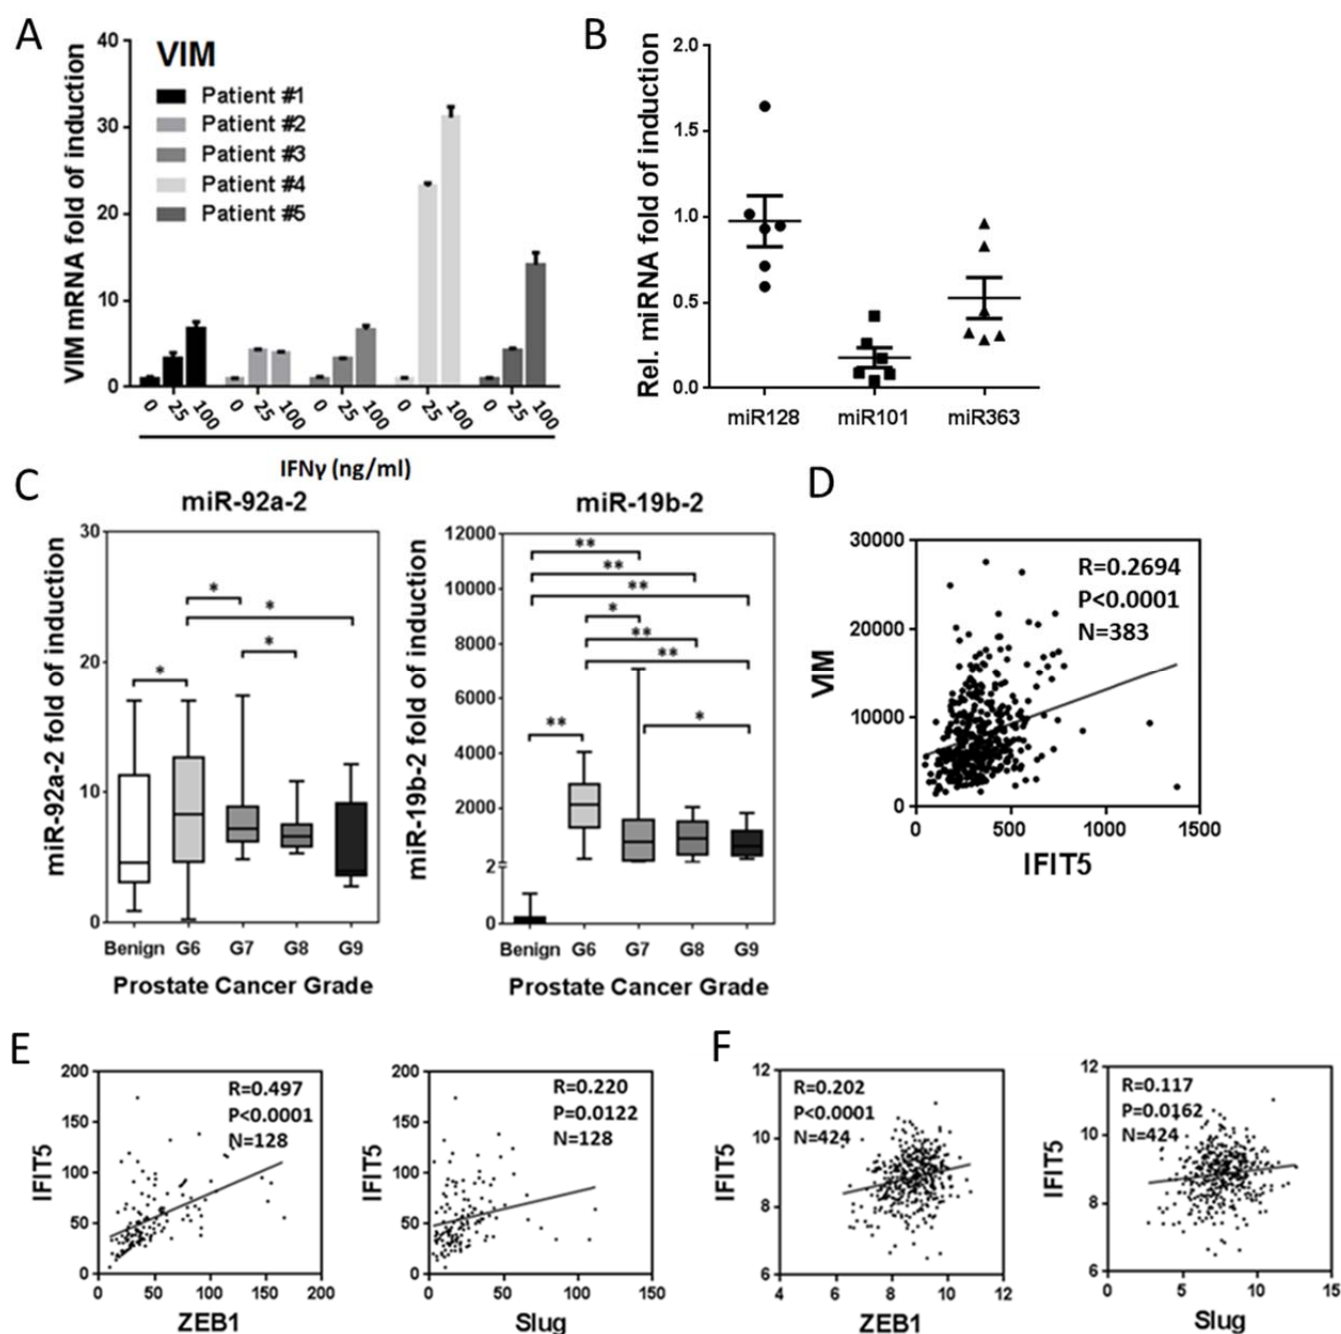 A
VIM mRNA fold of induction
40
30
20
10
0
VIM
Patient #1
Patient #2
Patient #3
Patient #4
Patient #5
0 25 100 0 25 100 0 25 100 0 25 100 0 25 100
IFNγ (ng/ml)
B
Rel. miRNA fold of induction
2.0
1.5
1.0
0.5
0.0
miR128 miR101 miR363
C
miR-92a-2
miR-92a-2 fold of induction
30
20
10
0
*
*
*
*
Benign G6 G7 G8 G9
Prostate Cancer Grade
miR-19b-2
miR-19b-2 fold of induction
12000
10000
8000
6000
4000
2000
2
0
**
**
**
*
**
**
*
**
Benign G6 G7 G8 G9
Prostate Cancer Grade
D
VIM
30000
20000
10000
0
R=0.2694
P<0.0001
N=383
0 500 1000 1500
IFIT5
E
IFIT5
200
150
100
50
0
R=0.497
P<0.0001
N=128
0 50 100 150 200
ZEB1
IFIT5
200
150
100
50
0
R=0.220
P=0.0122
N=128
0 50 100 150
Slug
F
IFIT5
12
10
8
6
R=0.202
P<0.0001
N=424
4 6 8 10 12
ZEB1
IFIT5
12
10
8
6
R=0.117
P=0.0162
N=424
0 5 10 15
Slug